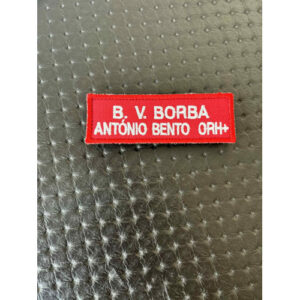 B. V. BORBA
ANTÓNIO BENTO ORH+